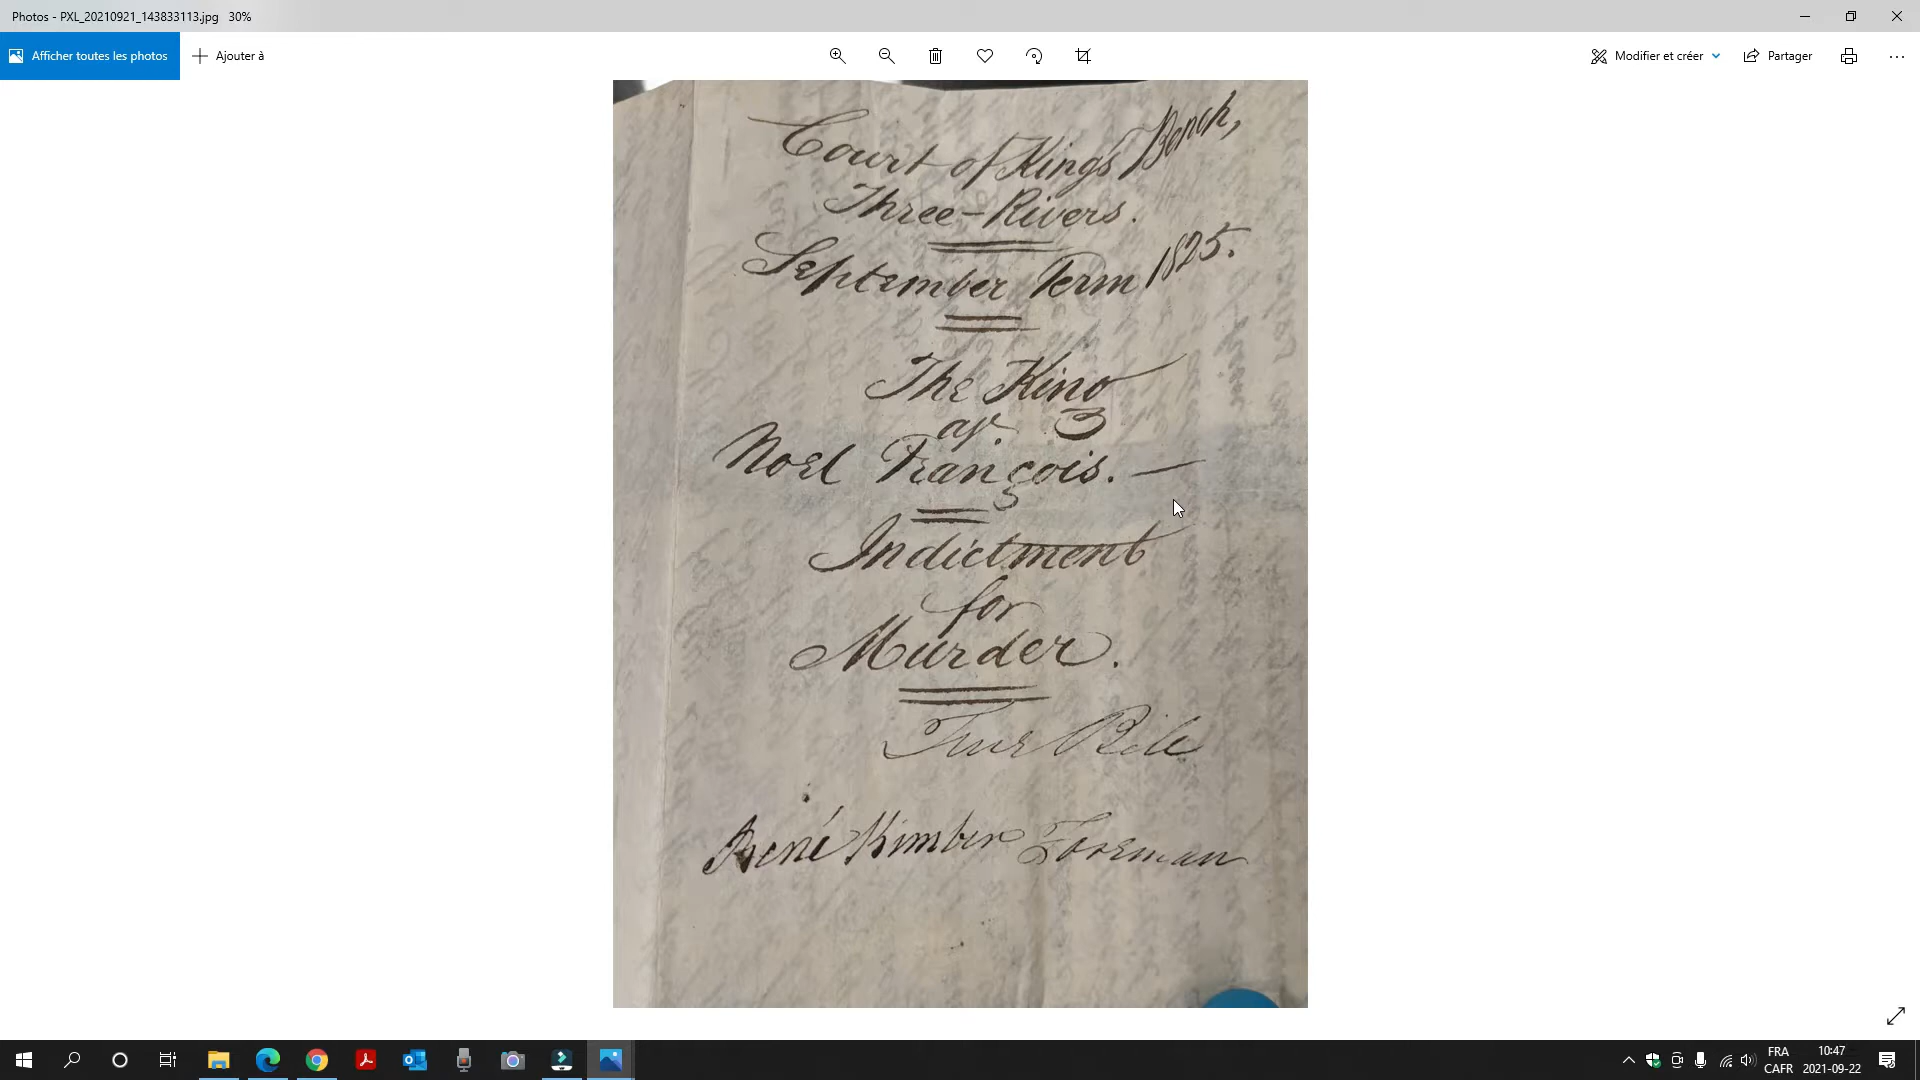 Photos - PXL_20210921_143833113.jpg 30%
Afficher toutes les photos
Ajouter à
Modifier et créer
Partager
Court of King's Bench,
Three-Rivers.
September Term 1825.
The King
ag.
Noel François. —
Indictment
for
Murder.
True Bill
René Kimber Foreman
FRA
CAFR
10:47
2021-09-22